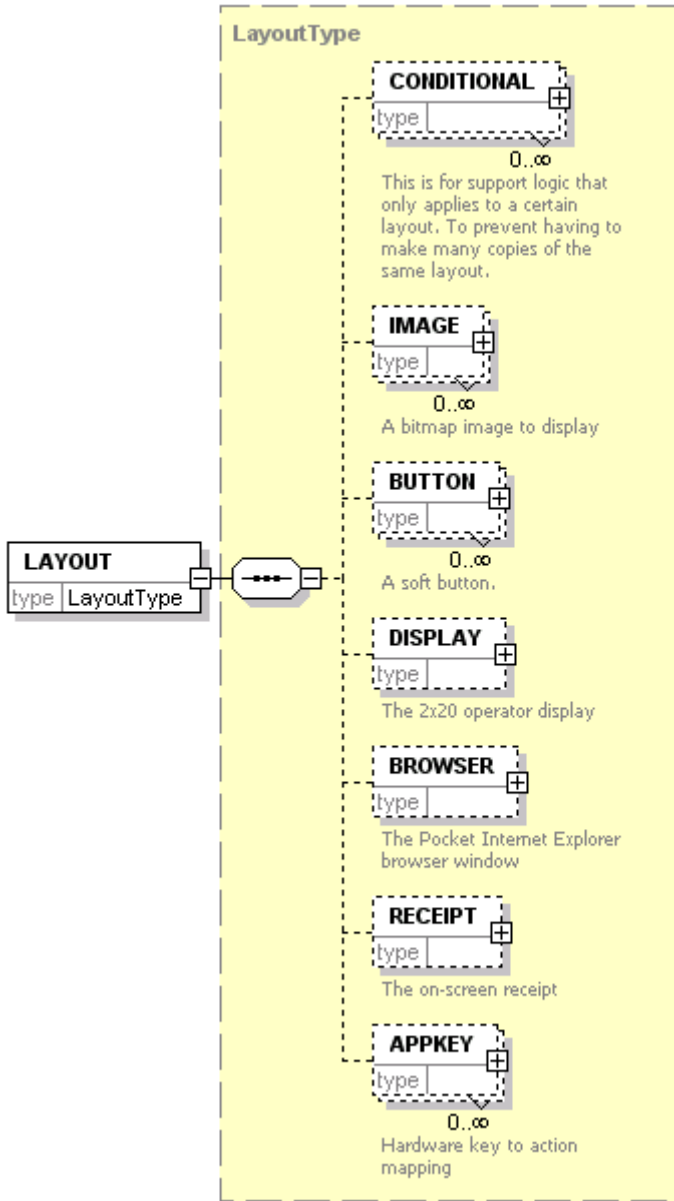 LayoutType
CONDITIONAL
type
0..∞
This is for support logic that
only applies to a certain
layout. To prevent having to
make many copies of the
same layout.
IMAGE
type
0..∞
A bitmap image to display
BUTTON
type
0..∞
A soft button.
LAYOUT
type LayoutType
DISPLAY
type
The 2x20 operator display
BROWSER
type
The Pocket Internet Explorer
browser window
RECEIPT
type
The on-screen receipt
APPKEY
type
0..∞
Hardware key to action
mapping